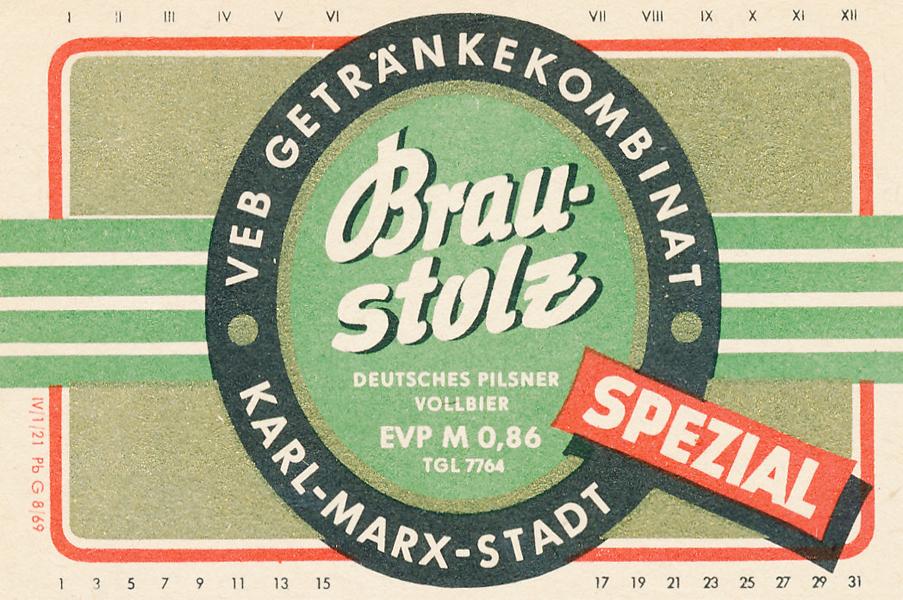 I II III IV V VI VII VIII IX X XI XII
VEB GETRÄNKEKOMBINAT
Brau-
stolz
DEUTSCHES PILSNER
VOLLBIER
EVP M 0,86
TGL 7764
SPEZIAL
KARL-MARX-STADT
IV/1/21 Pb G 8/69
1 3 5 7 9 11 13 15 17 19 21 23 25 27 29 31